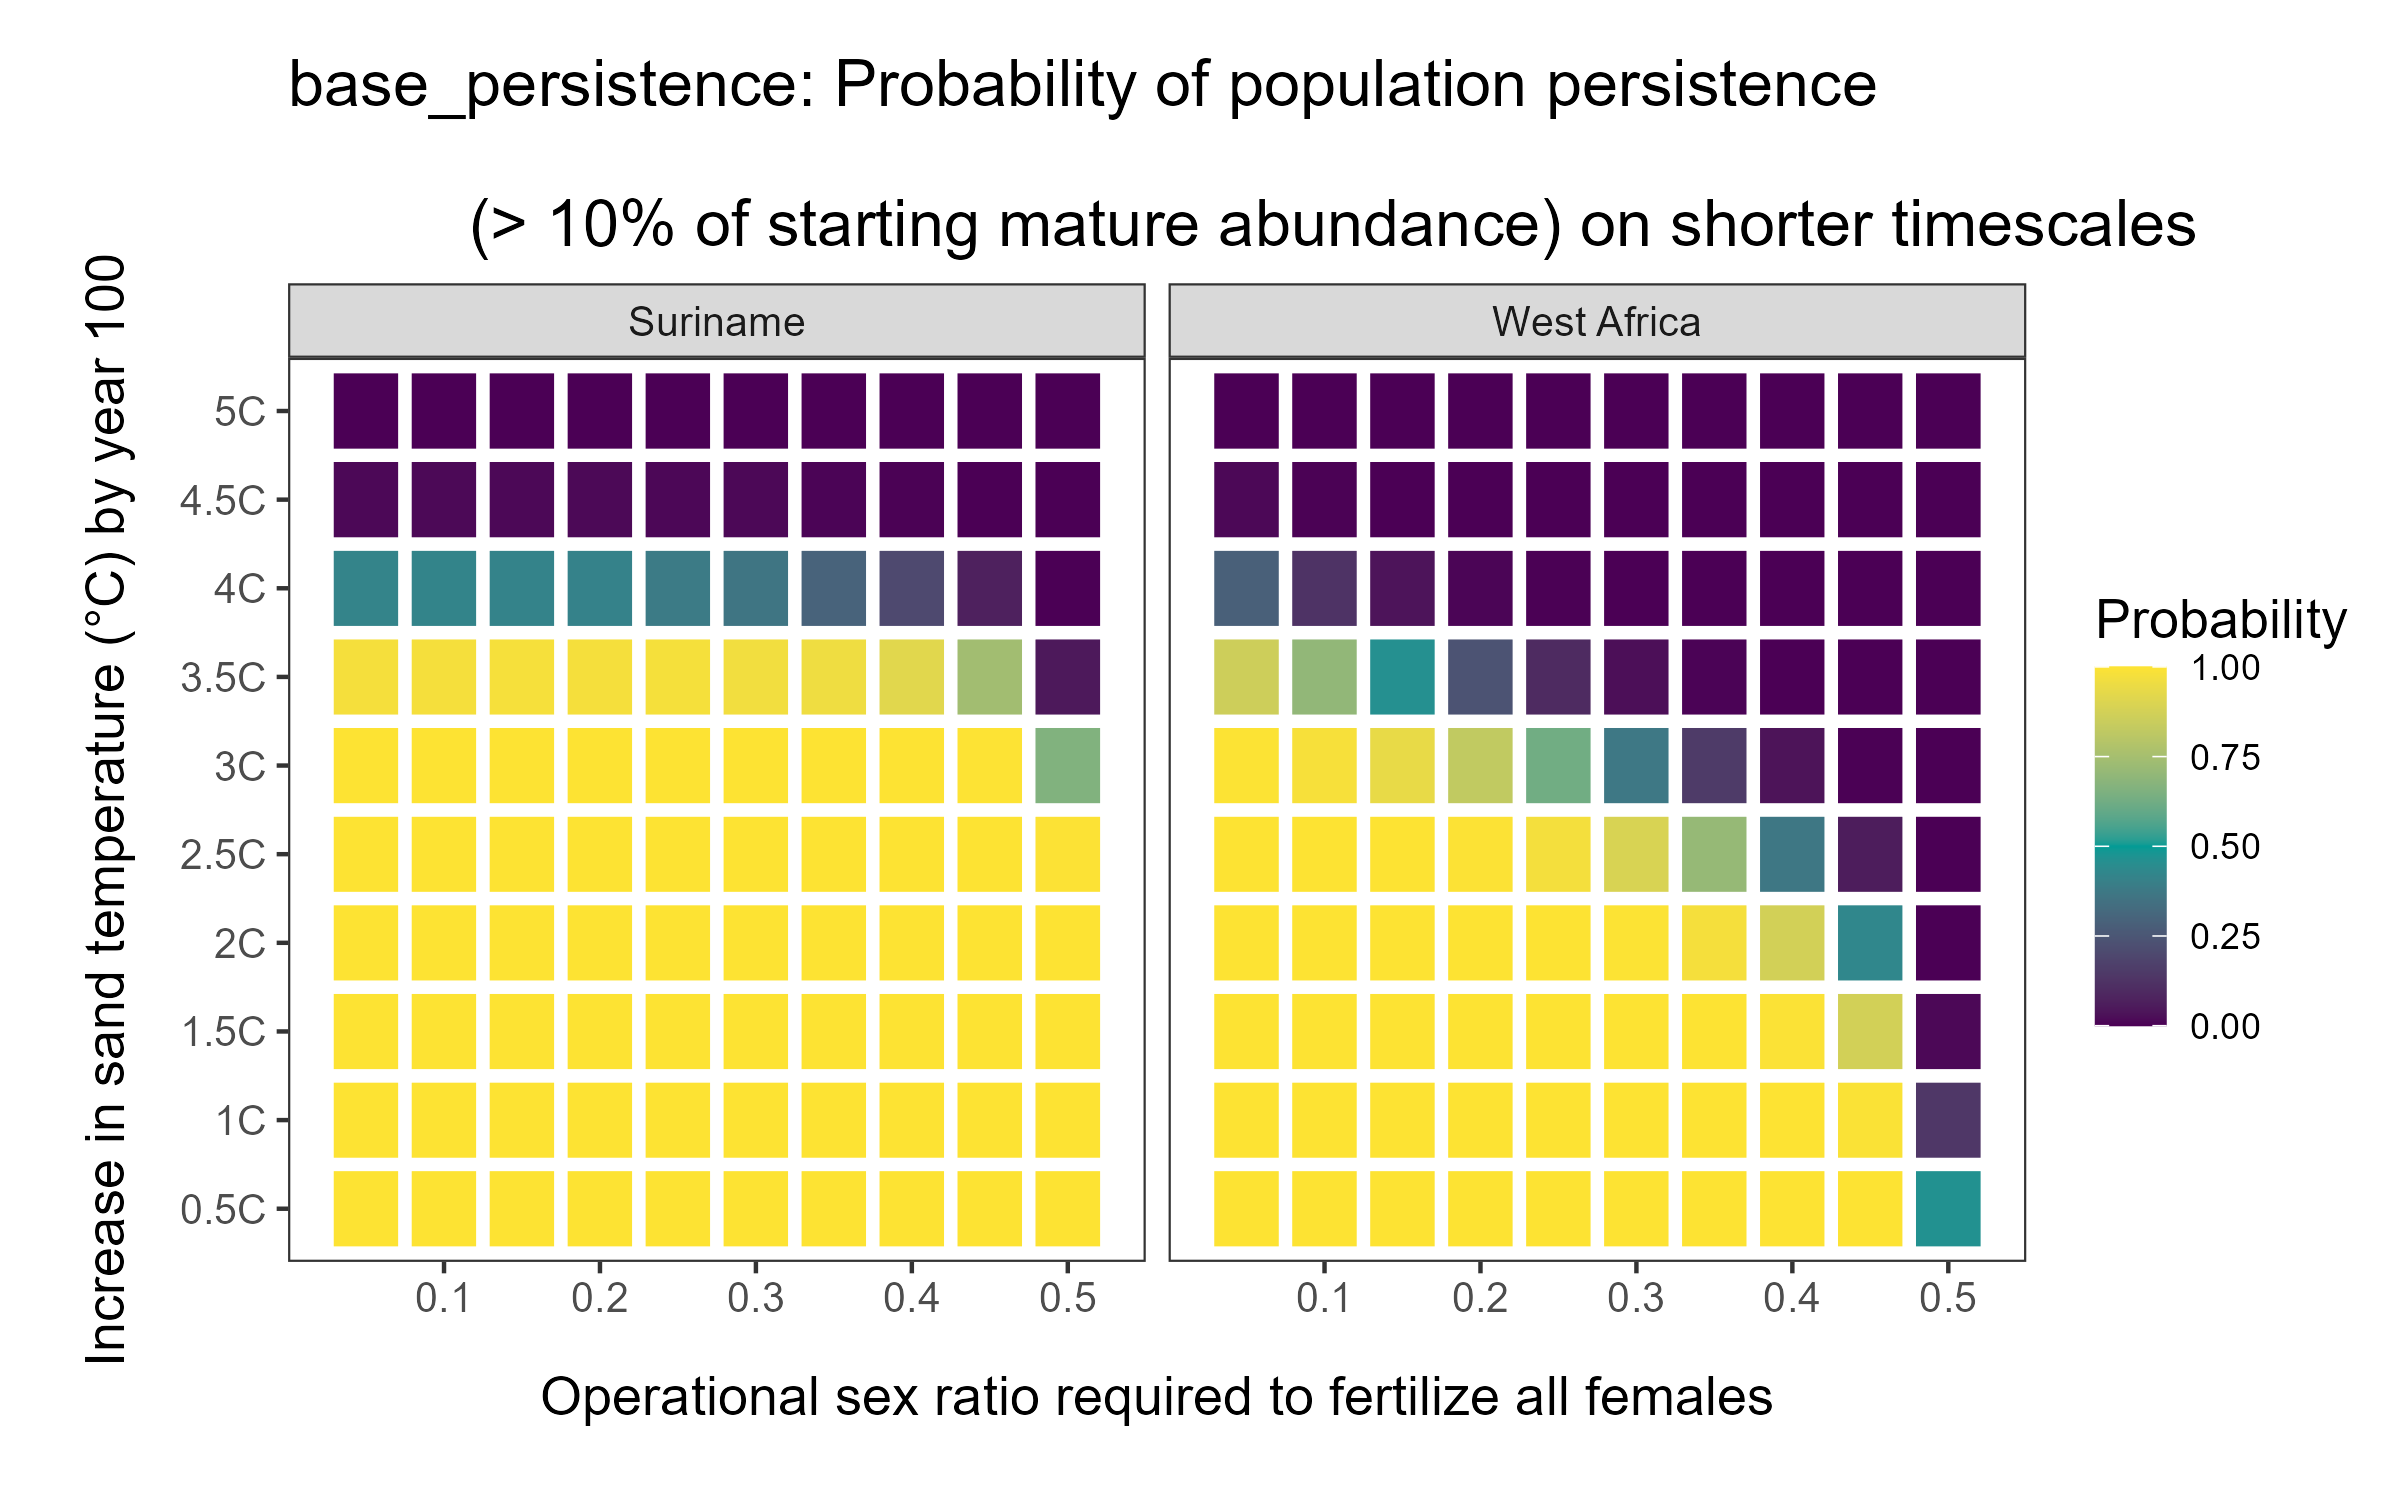 base_persistence: Probability of population persistence
(> 10% of starting mature abundance) on shorter timescales
Suriname
West Africa
Increase in sand temperature (°C) by year 100
5C
4.5C
4C
3.5C
3C
2.5C
2C
1.5C
1C
0.5C
0.1 0.2 0.3 0.4 0.5
0.1 0.2 0.3 0.4 0.5
Operational sex ratio required to fertilize all females
Probability
1.00
0.75
0.50
0.25
0.00